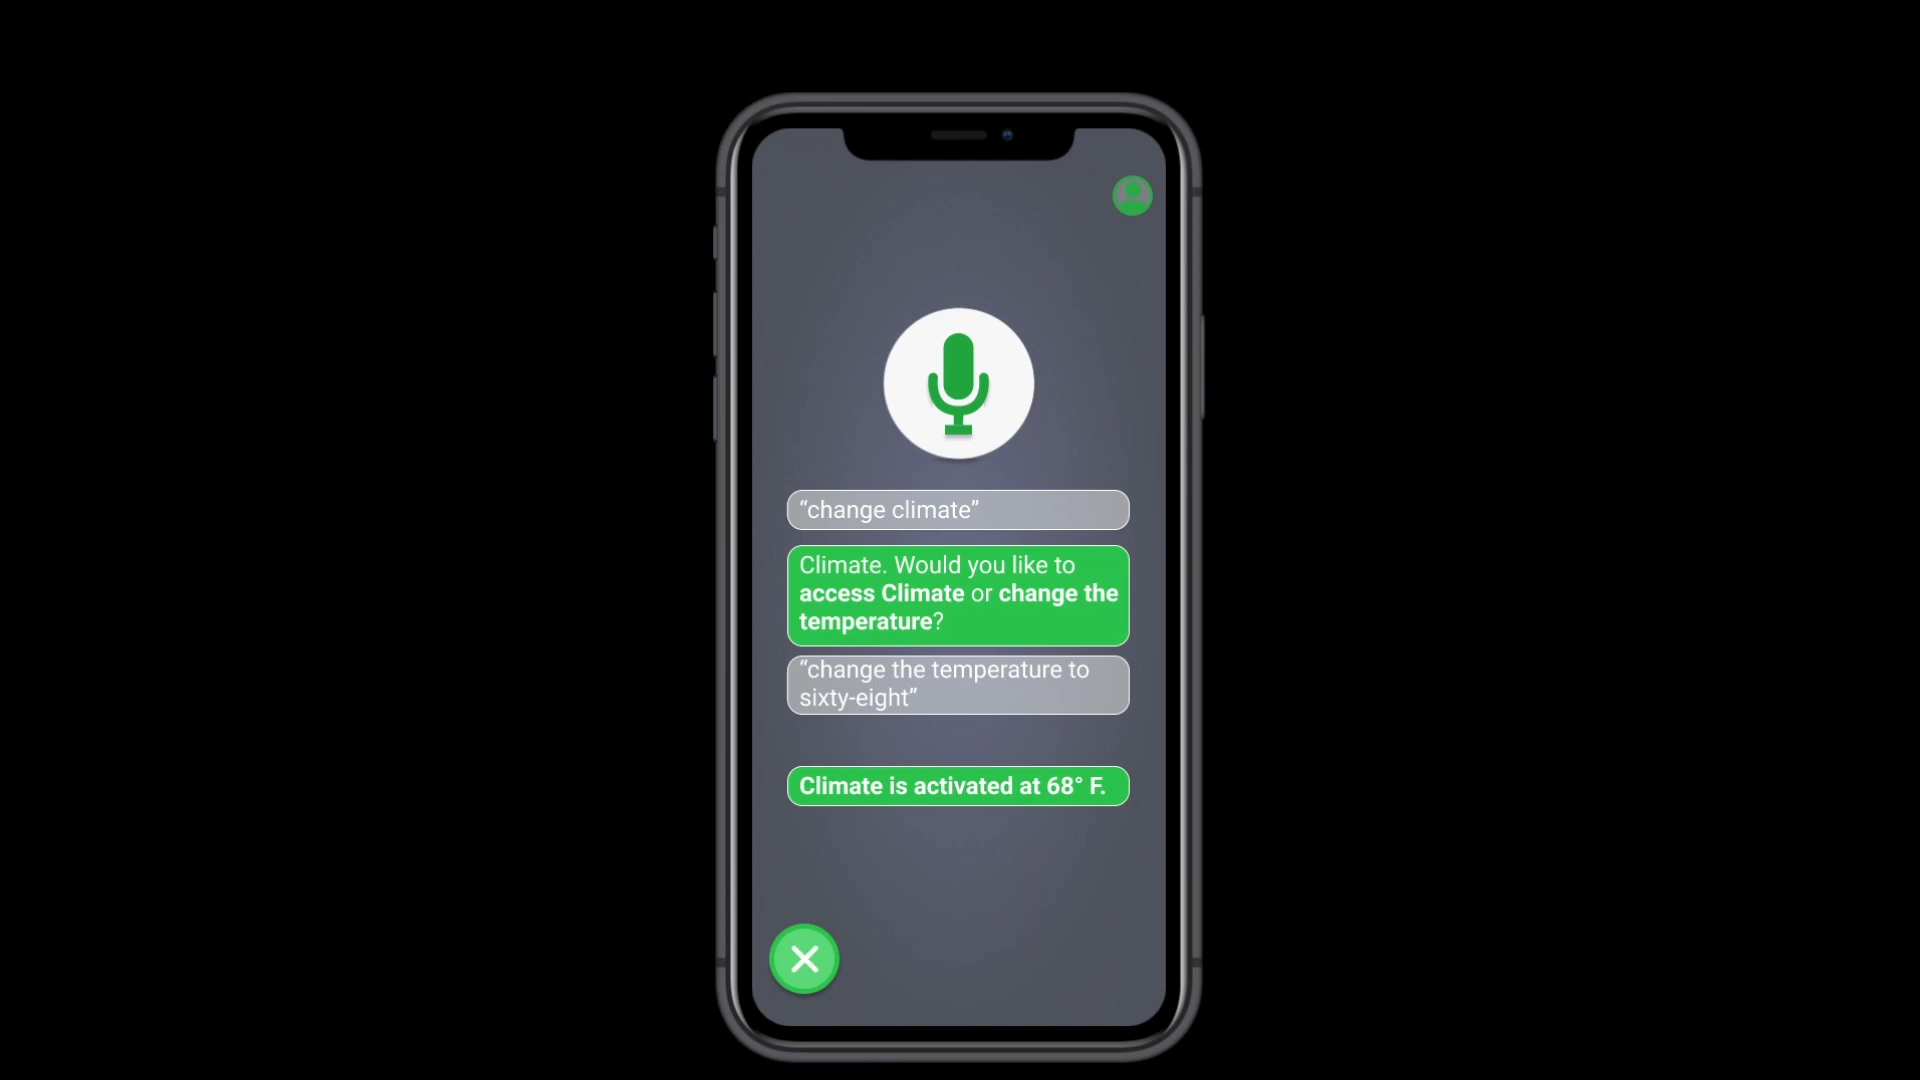 “change climate”
Climate. Would you like to
access Climate or change the
temperature?
“change the temperature to
sixty-eight”
Climate is activated at 68° F.